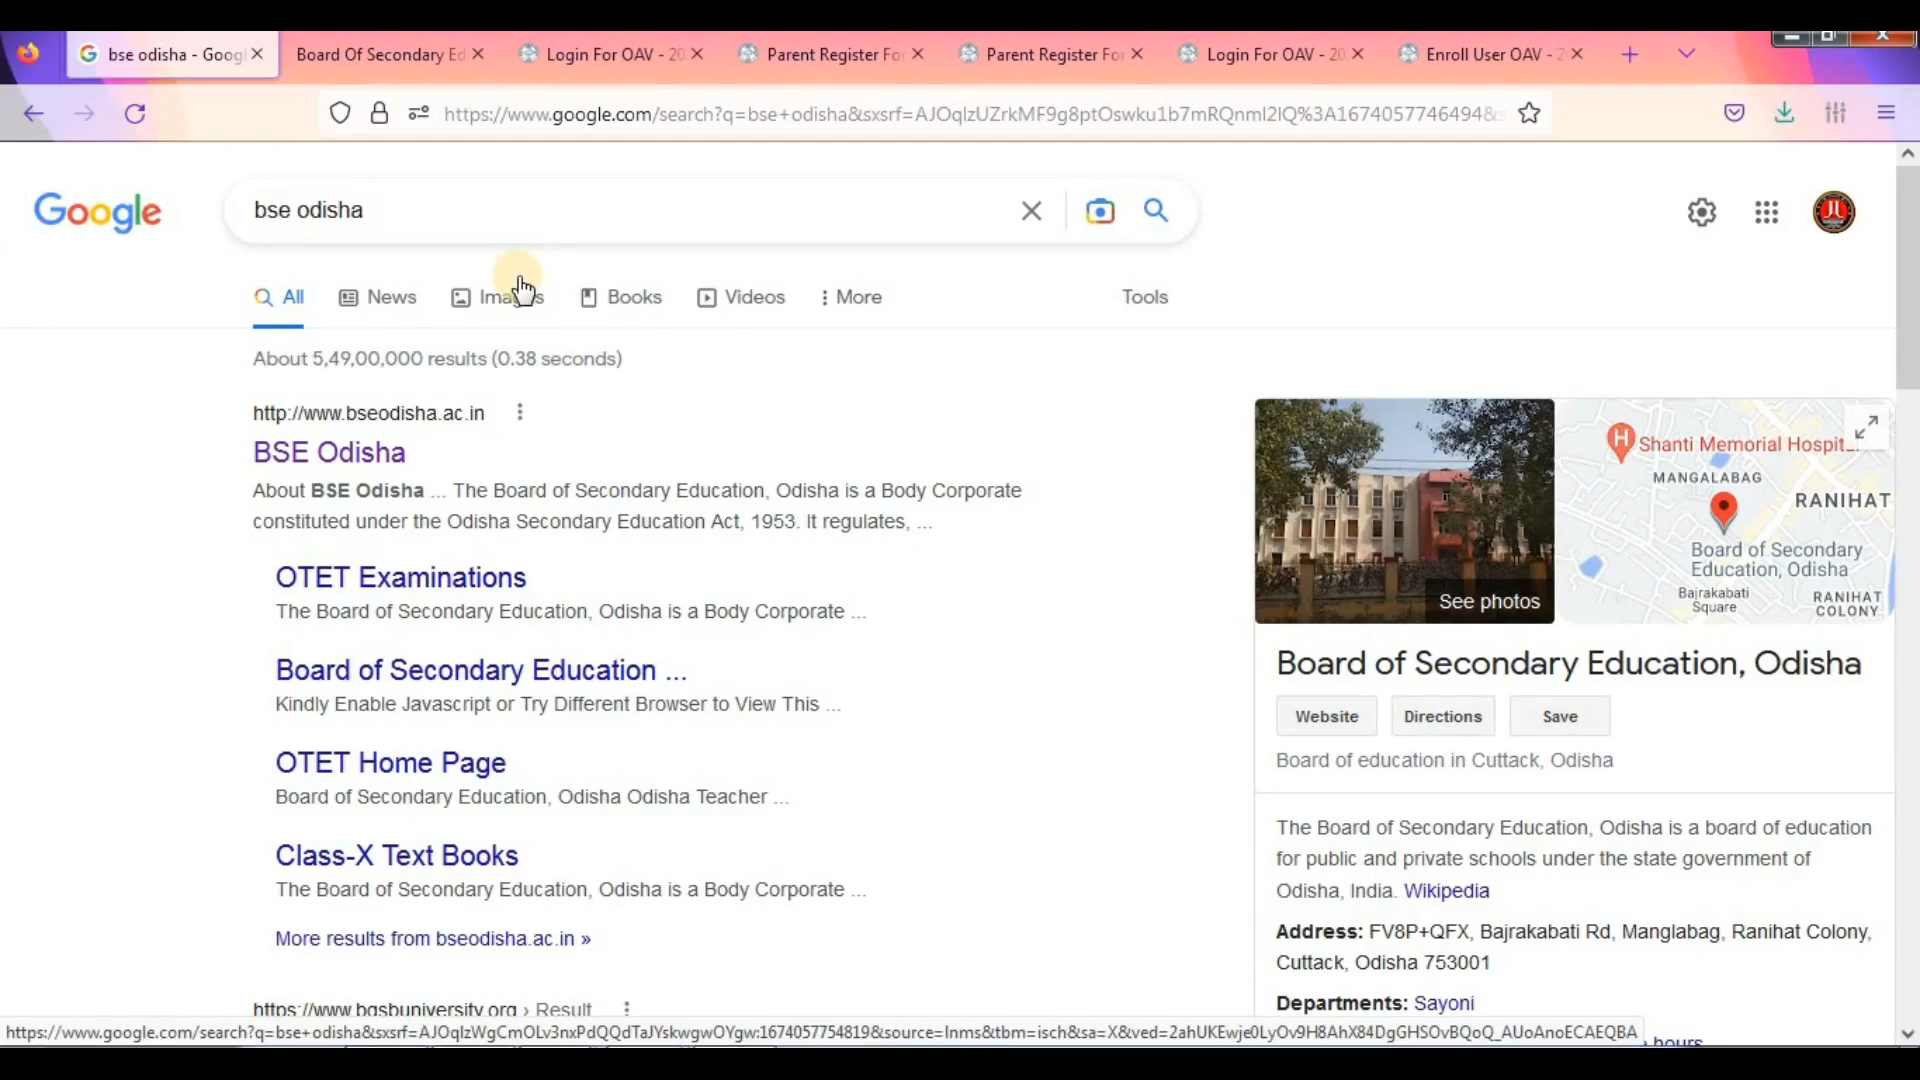 bse odisha - Googl
Board Of Secondary Ed
Login For OAV - 20
Parent Register For
Parent Register For
Login For OAV - 20
Enroll User OAV - 2
https://www.google.com/search?q=bse+odisha&sxsrf=AJOqlzUZrkMF9g8ptOswku1b7mRQnml2lQ%3A1674057746494&s
Google
bse odisha
All
News
Images
Books
Videos
More
Tools
About 5,49,00,000 results (0.38 seconds)
http://www.bseodisha.ac.in
BSE Odisha
About BSE Odisha ... The Board of Secondary Education, Odisha is a Body Corporate
constituted under the Odisha Secondary Education Act, 1953. It regulates, ...
OTET Examinations
The Board of Secondary Education, Odisha is a Body Corporate ...
Board of Secondary Education ...
Kindly Enable Javascript or Try Different Browser to View This ...
OTET Home Page
Board of Secondary Education, Odisha Odisha Teacher ...
Class-X Text Books
The Board of Secondary Education, Odisha is a Body Corporate ...
More results from bseodisha.ac.in »
https://www.bgsbuniversity.org › Result
See photos
H
Shanti Memorial Hospit...
MANGALABAG
RANIHAT
Board of Secondary
Education, Odisha
Bajrakabati
Square
RANIHAT
COLONY
Board of Secondary Education, Odisha
Website
Directions
Save
Board of education in Cuttack, Odisha
The Board of Secondary Education, Odisha is a board of education
for public and private schools under the state government of
Odisha, India. Wikipedia
Address: FV8P+QFX, Bajrakabati Rd, Manglabag, Ranihat Colony,
Cuttack, Odisha 753001
Departments: Sayoni
hours
https://www.google.com/search?q=bse+odisha&sxsrf=AJOqlzWgCmOLv3nxPdQQdTaJYskwgwOYgw:1674057754819&source=lnms&tbm=isch&sa=X&ved=2ahUKEwje0LyOv9H8AhX84DgGHSOvBQoQ_AUoAnoECAEQBA